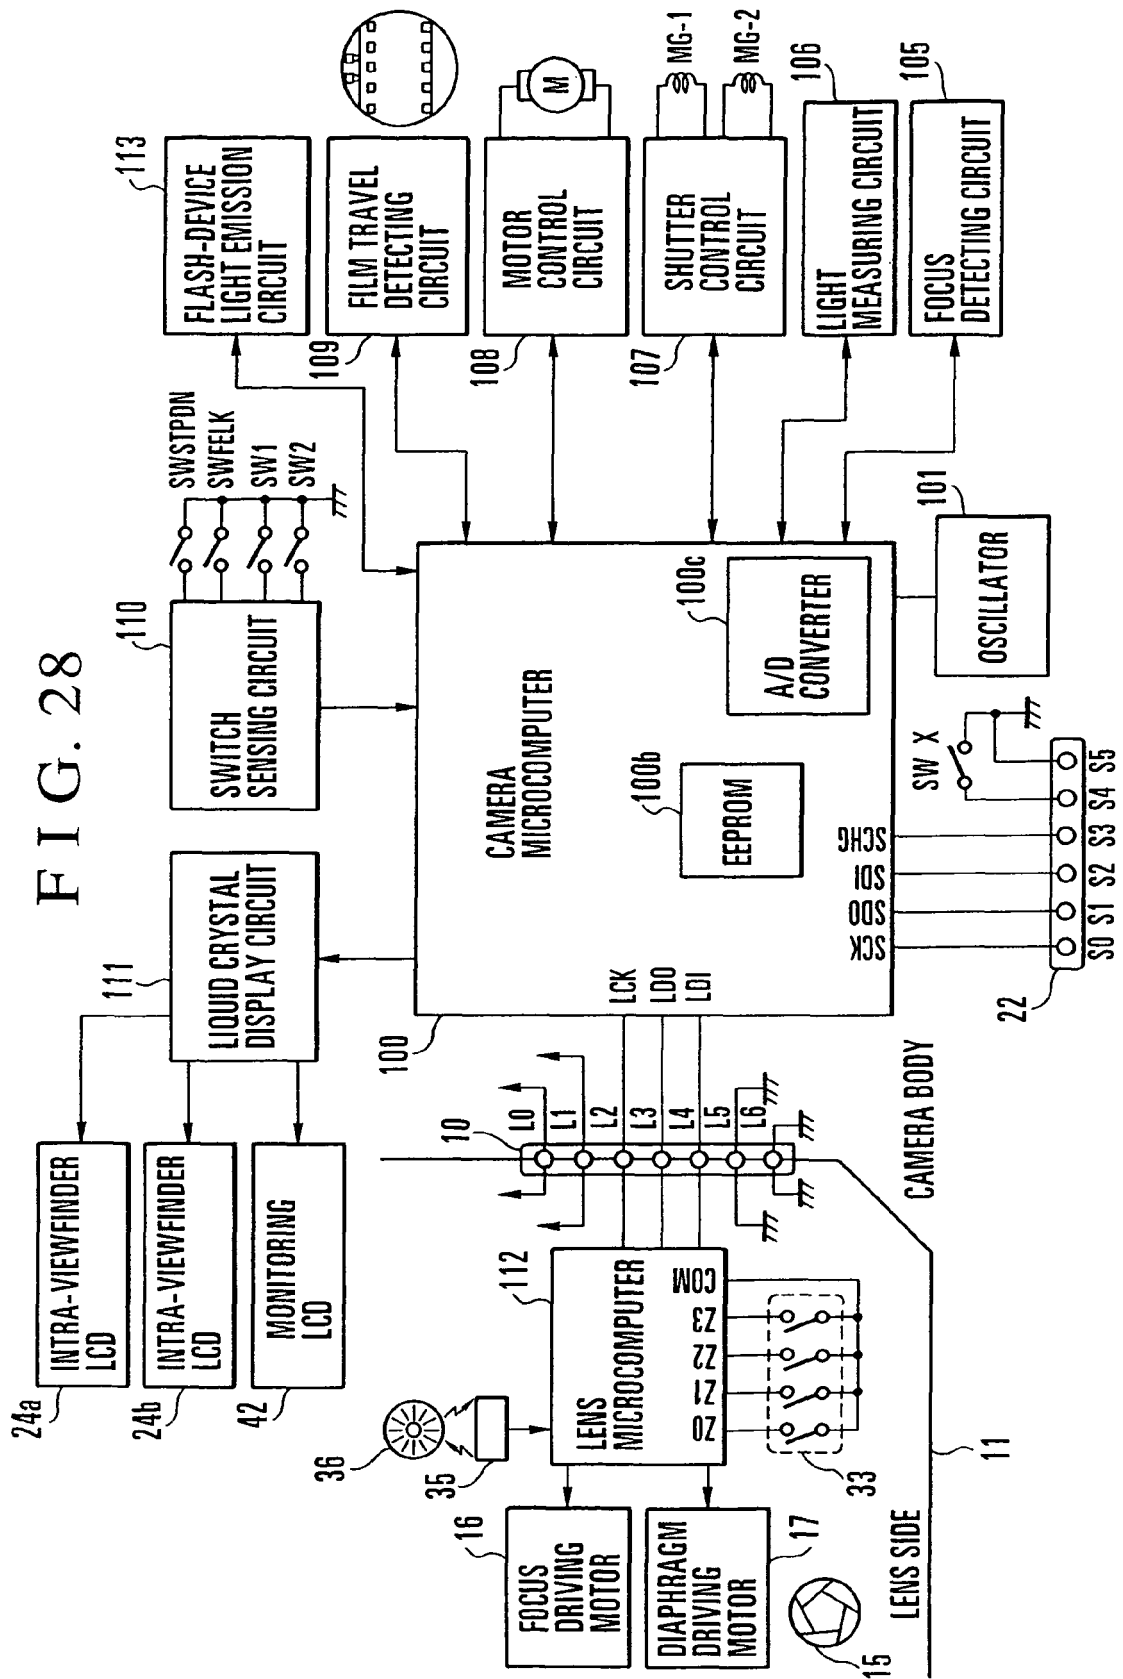 FIG. 28
24a
INTRA-VIEWFINDER
LCD
24b
INTRA-VIEWFINDER
LCD
42
MONITORING
LCD
111
LIQUID CRYSTAL
DISPLAY CIRCUIT
110
SWITCH
SENSING CIRCUIT
SWSTPDN
SWFELK
SW1
SW2
113
FLASH-DEVICE
LIGHT EMISSION
CIRCUIT
109
FILM TRAVEL
DETECTING
CIRCUIT
108
MOTOR
CONTROL
CIRCUIT
M
107
SHUTTER
CONTROL
CIRCUIT
MG-1
MG-2
106
LIGHT
MEASURING CIRCUIT
105
FOCUS
DETECTING CIRCUIT
100
CAMERA
MICROCOMPUTER
100b
EEPROM
100c
A/D
CONVERTER
101
OSCILLATOR
LCK
LDO
LDI
SCK
SDO
SDI
SCHG
SW X
22
S0
S1
S2
S3
S4
S5
10
L0
L1
L2
L3
L4
L5
L6
CAMERA BODY
36
35
112
LENS
MICROCOMPUTER
Z0
Z1
Z2
Z3
COM
33
16
FOCUS
DRIVING
MOTOR
17
DIAPHRAGM
DRIVING
MOTOR
15
LENS SIDE
11